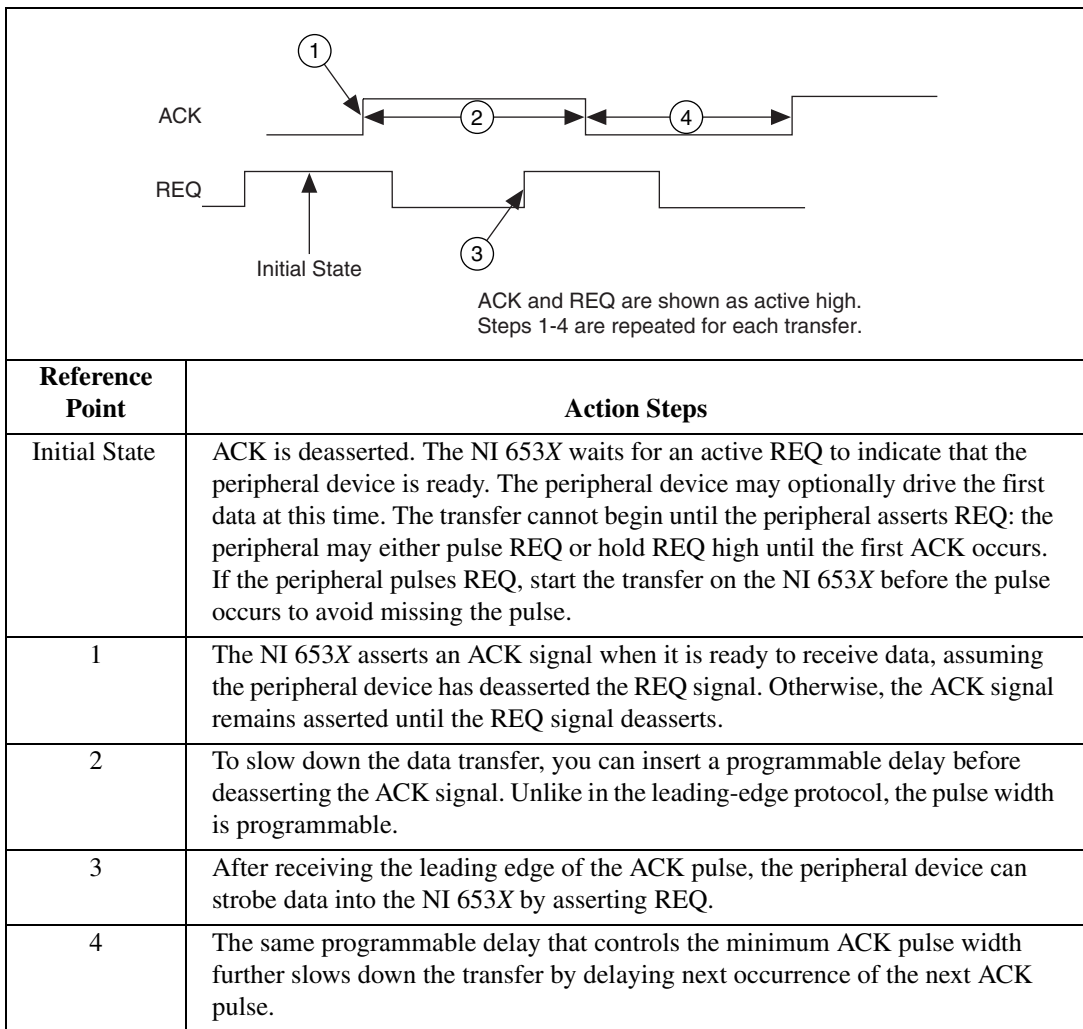 1
ACK
2
4
REQ
3
Initial State
ACK and REQ are shown as active high.
Steps 1-4 are repeated for each transfer.
Reference
Point
Action Steps
Initial State
ACK is deasserted. The NI 653X waits for an active REQ to indicate that the
peripheral device is ready. The peripheral device may optionally drive the first
data at this time. The transfer cannot begin until the peripheral asserts REQ: the
peripheral may either pulse REQ or hold REQ high until the first ACK occurs.
If the peripheral pulses REQ, start the transfer on the NI 653X before the pulse
occurs to avoid missing the pulse.
1
The NI 653X asserts an ACK signal when it is ready to receive data, assuming
the peripheral device has deasserted the REQ signal. Otherwise, the ACK signal
remains asserted until the REQ signal deasserts.
2
To slow down the data transfer, you can insert a programmable delay before
deasserting the ACK signal. Unlike in the leading-edge protocol, the pulse width
is programmable.
3
After receiving the leading edge of the ACK pulse, the peripheral device can
strobe data into the NI 653X by asserting REQ.
4
The same programmable delay that controls the minimum ACK pulse width
further slows down the transfer by delaying next occurrence of the next ACK
pulse.